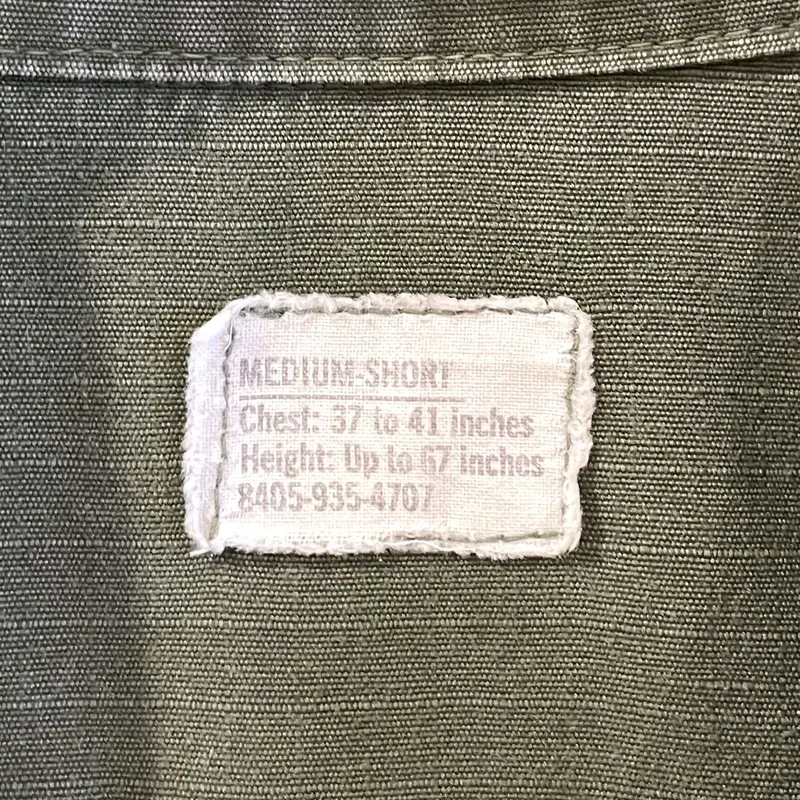 MEDIUM-SHORT
Chest: 37 to 41 inches
Height: Up to 67 inches
8405-935-4707